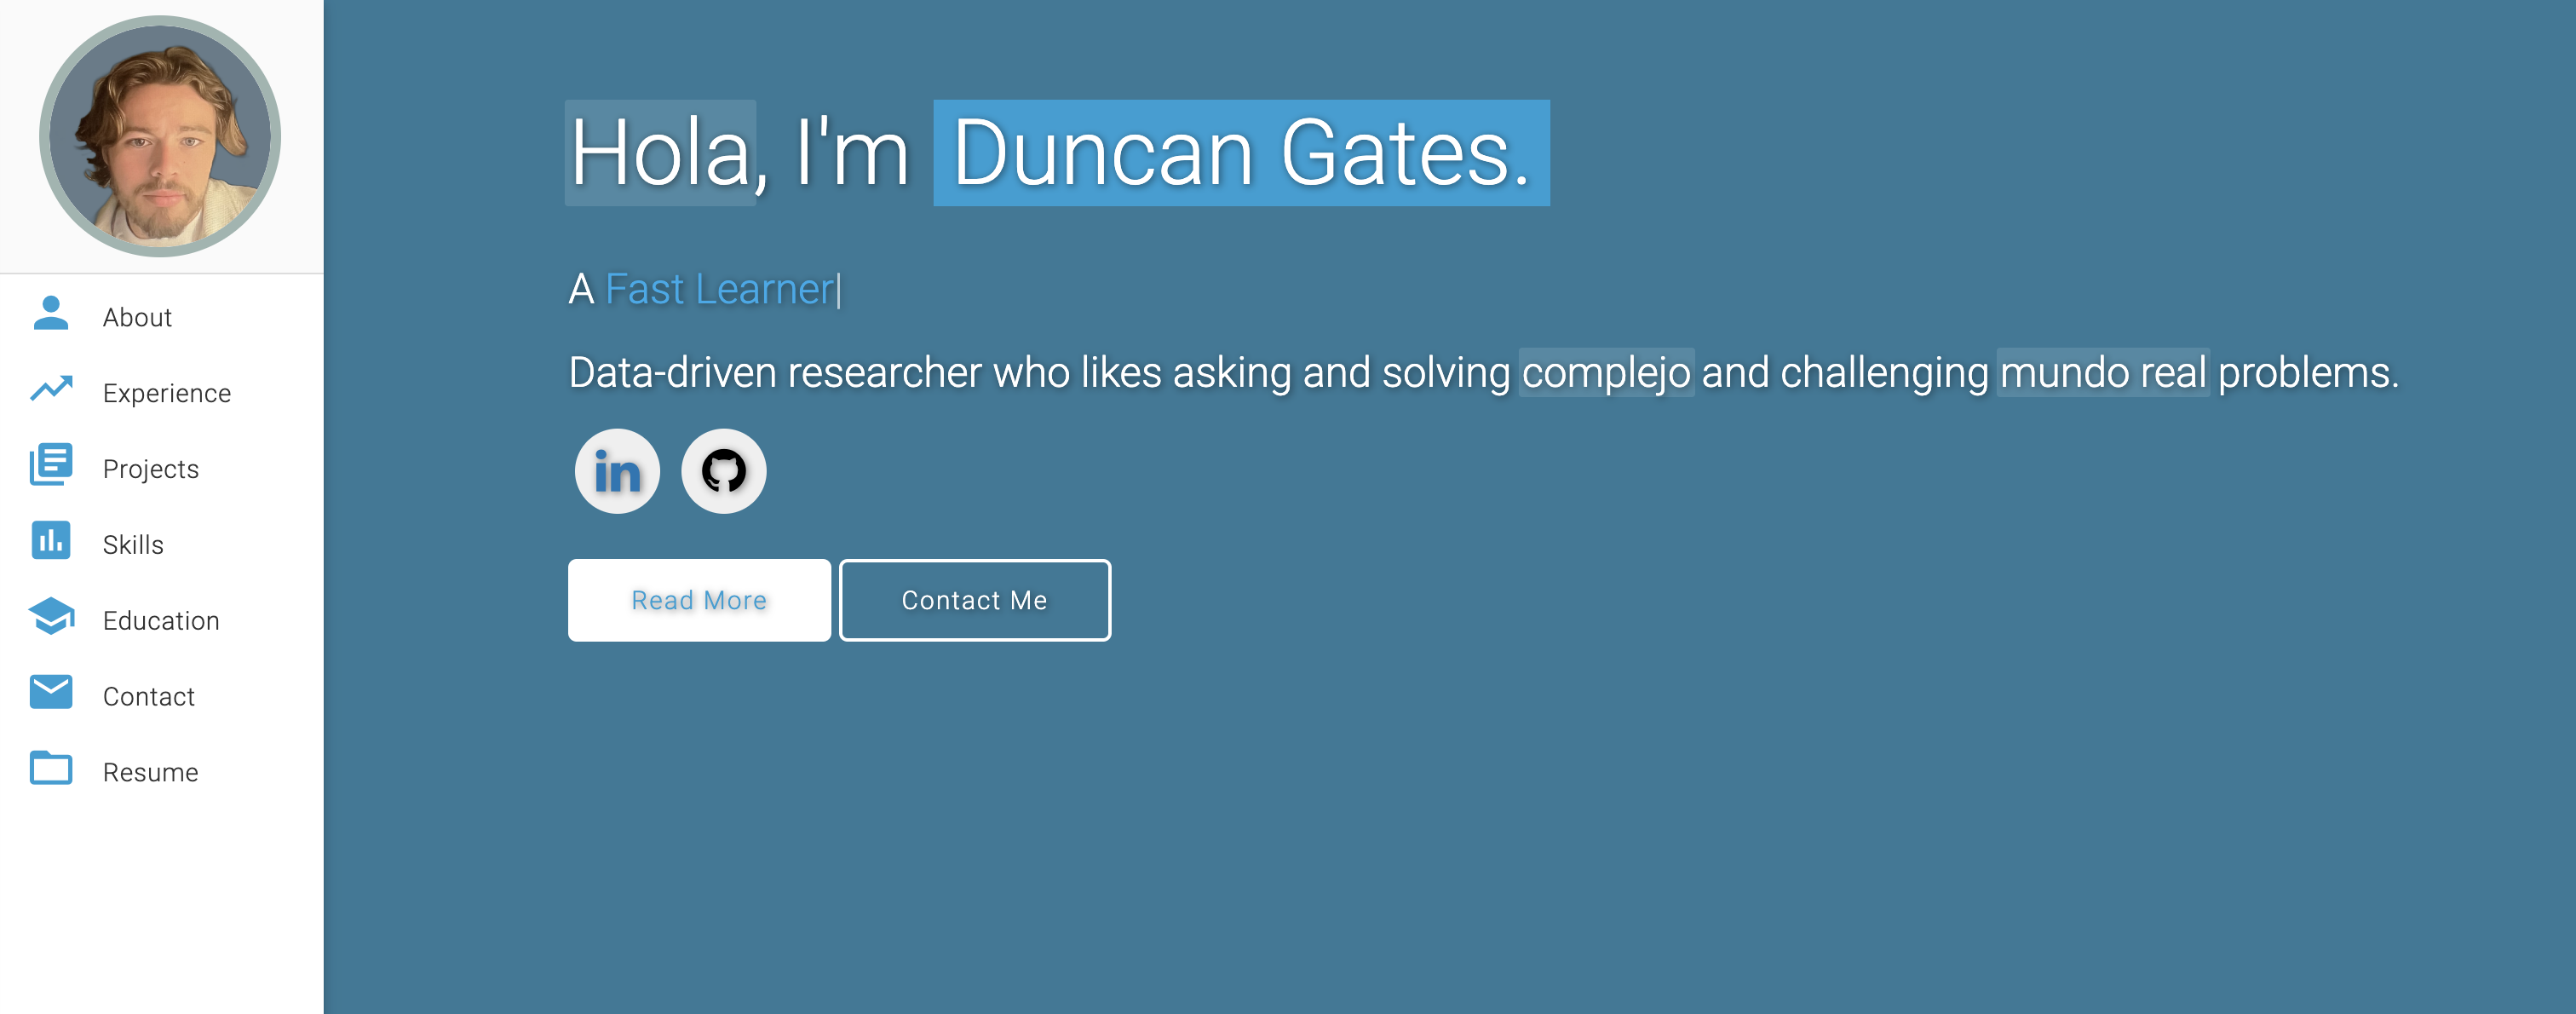 About
Experience
Projects
Skills
Education
Contact
Resume
Hola, I'm Duncan Gates.
A Fast Learner
Data-driven researcher who likes asking and solving complejo and challenging mundo real problems.
in
Read More
Contact Me